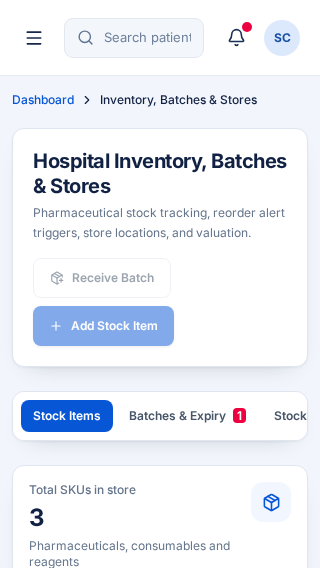 Search patient
SC
Dashboard > Inventory, Batches & Stores
Hospital Inventory, Batches
& Stores
Pharmaceutical stock tracking, reorder alert
triggers, store locations, and valuation.
Receive Batch
+ Add Stock Item
Stock Items Batches & Expiry 1 Stock
Total SKUs in store
3
Pharmaceuticals, consumables and
reagents